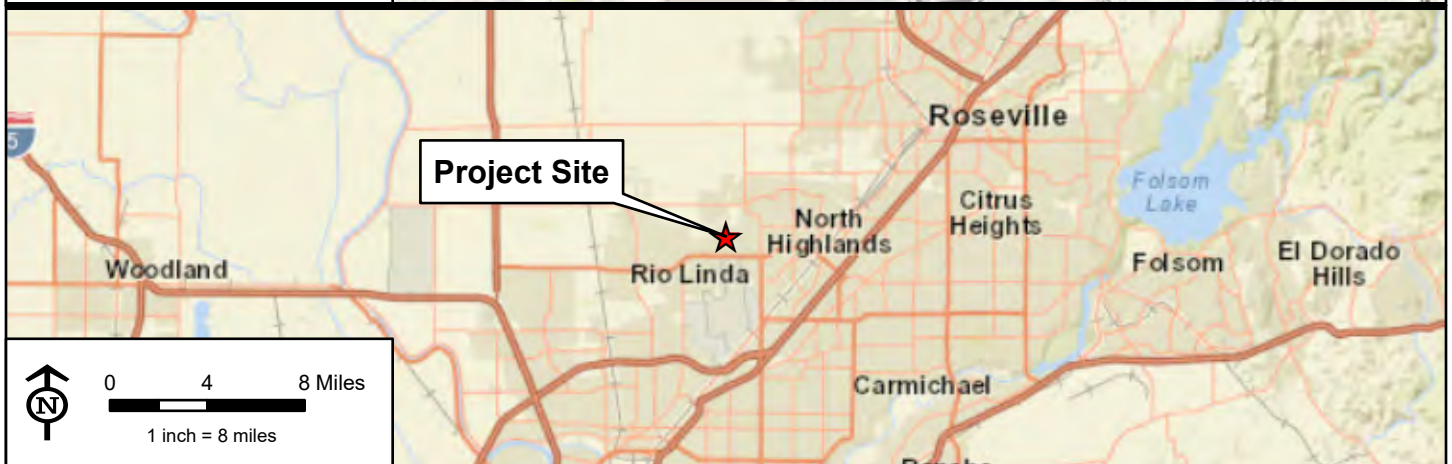 Roseville
5
Project Site
Folsom
Lake
Citrus
Heights
North
Highlands
El Dorado
Hills
Folsom
Woodland
Rio Linda
Carmichael
N
0 4 8 Miles
1 inch = 8 miles